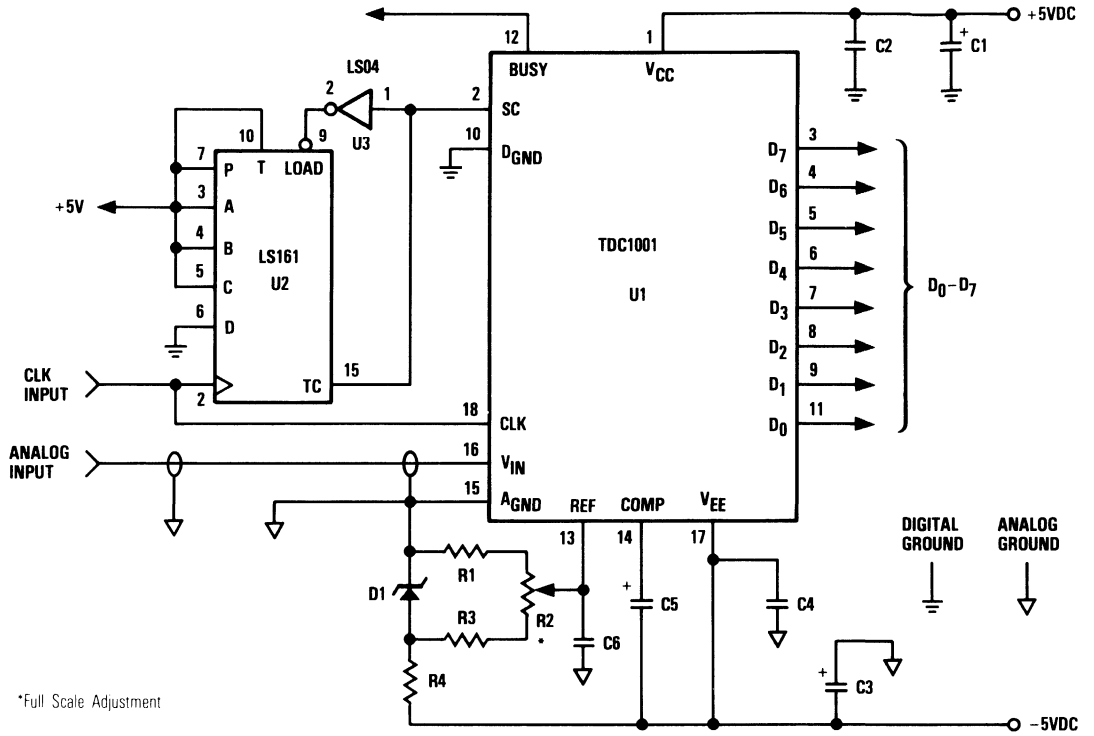 +5VDC
12
1
C2
+
C1
BUSY
VCC
LS04
2
1
2
SC
U3
10
9
10
DGND
T
LOAD
7
P
3
A
+5V
4
B
LS161
U2
5
C
6
D
TDC1001
U1
D7
3
D6
4
D5
5
D4
6
D3
7
D2
8
D1
9
D0
11
D0–D7
CLK
INPUT
2
TC
15
18
CLK
ANALOG
INPUT
16
VIN
15
AGND
REF
COMP
VEE
13
14
17
DIGITAL
GROUND
ANALOG
GROUND
R1
D1
R2
*
R3
R4
C6
+
C5
C4
+
C3
*Full Scale Adjustment
−5VDC